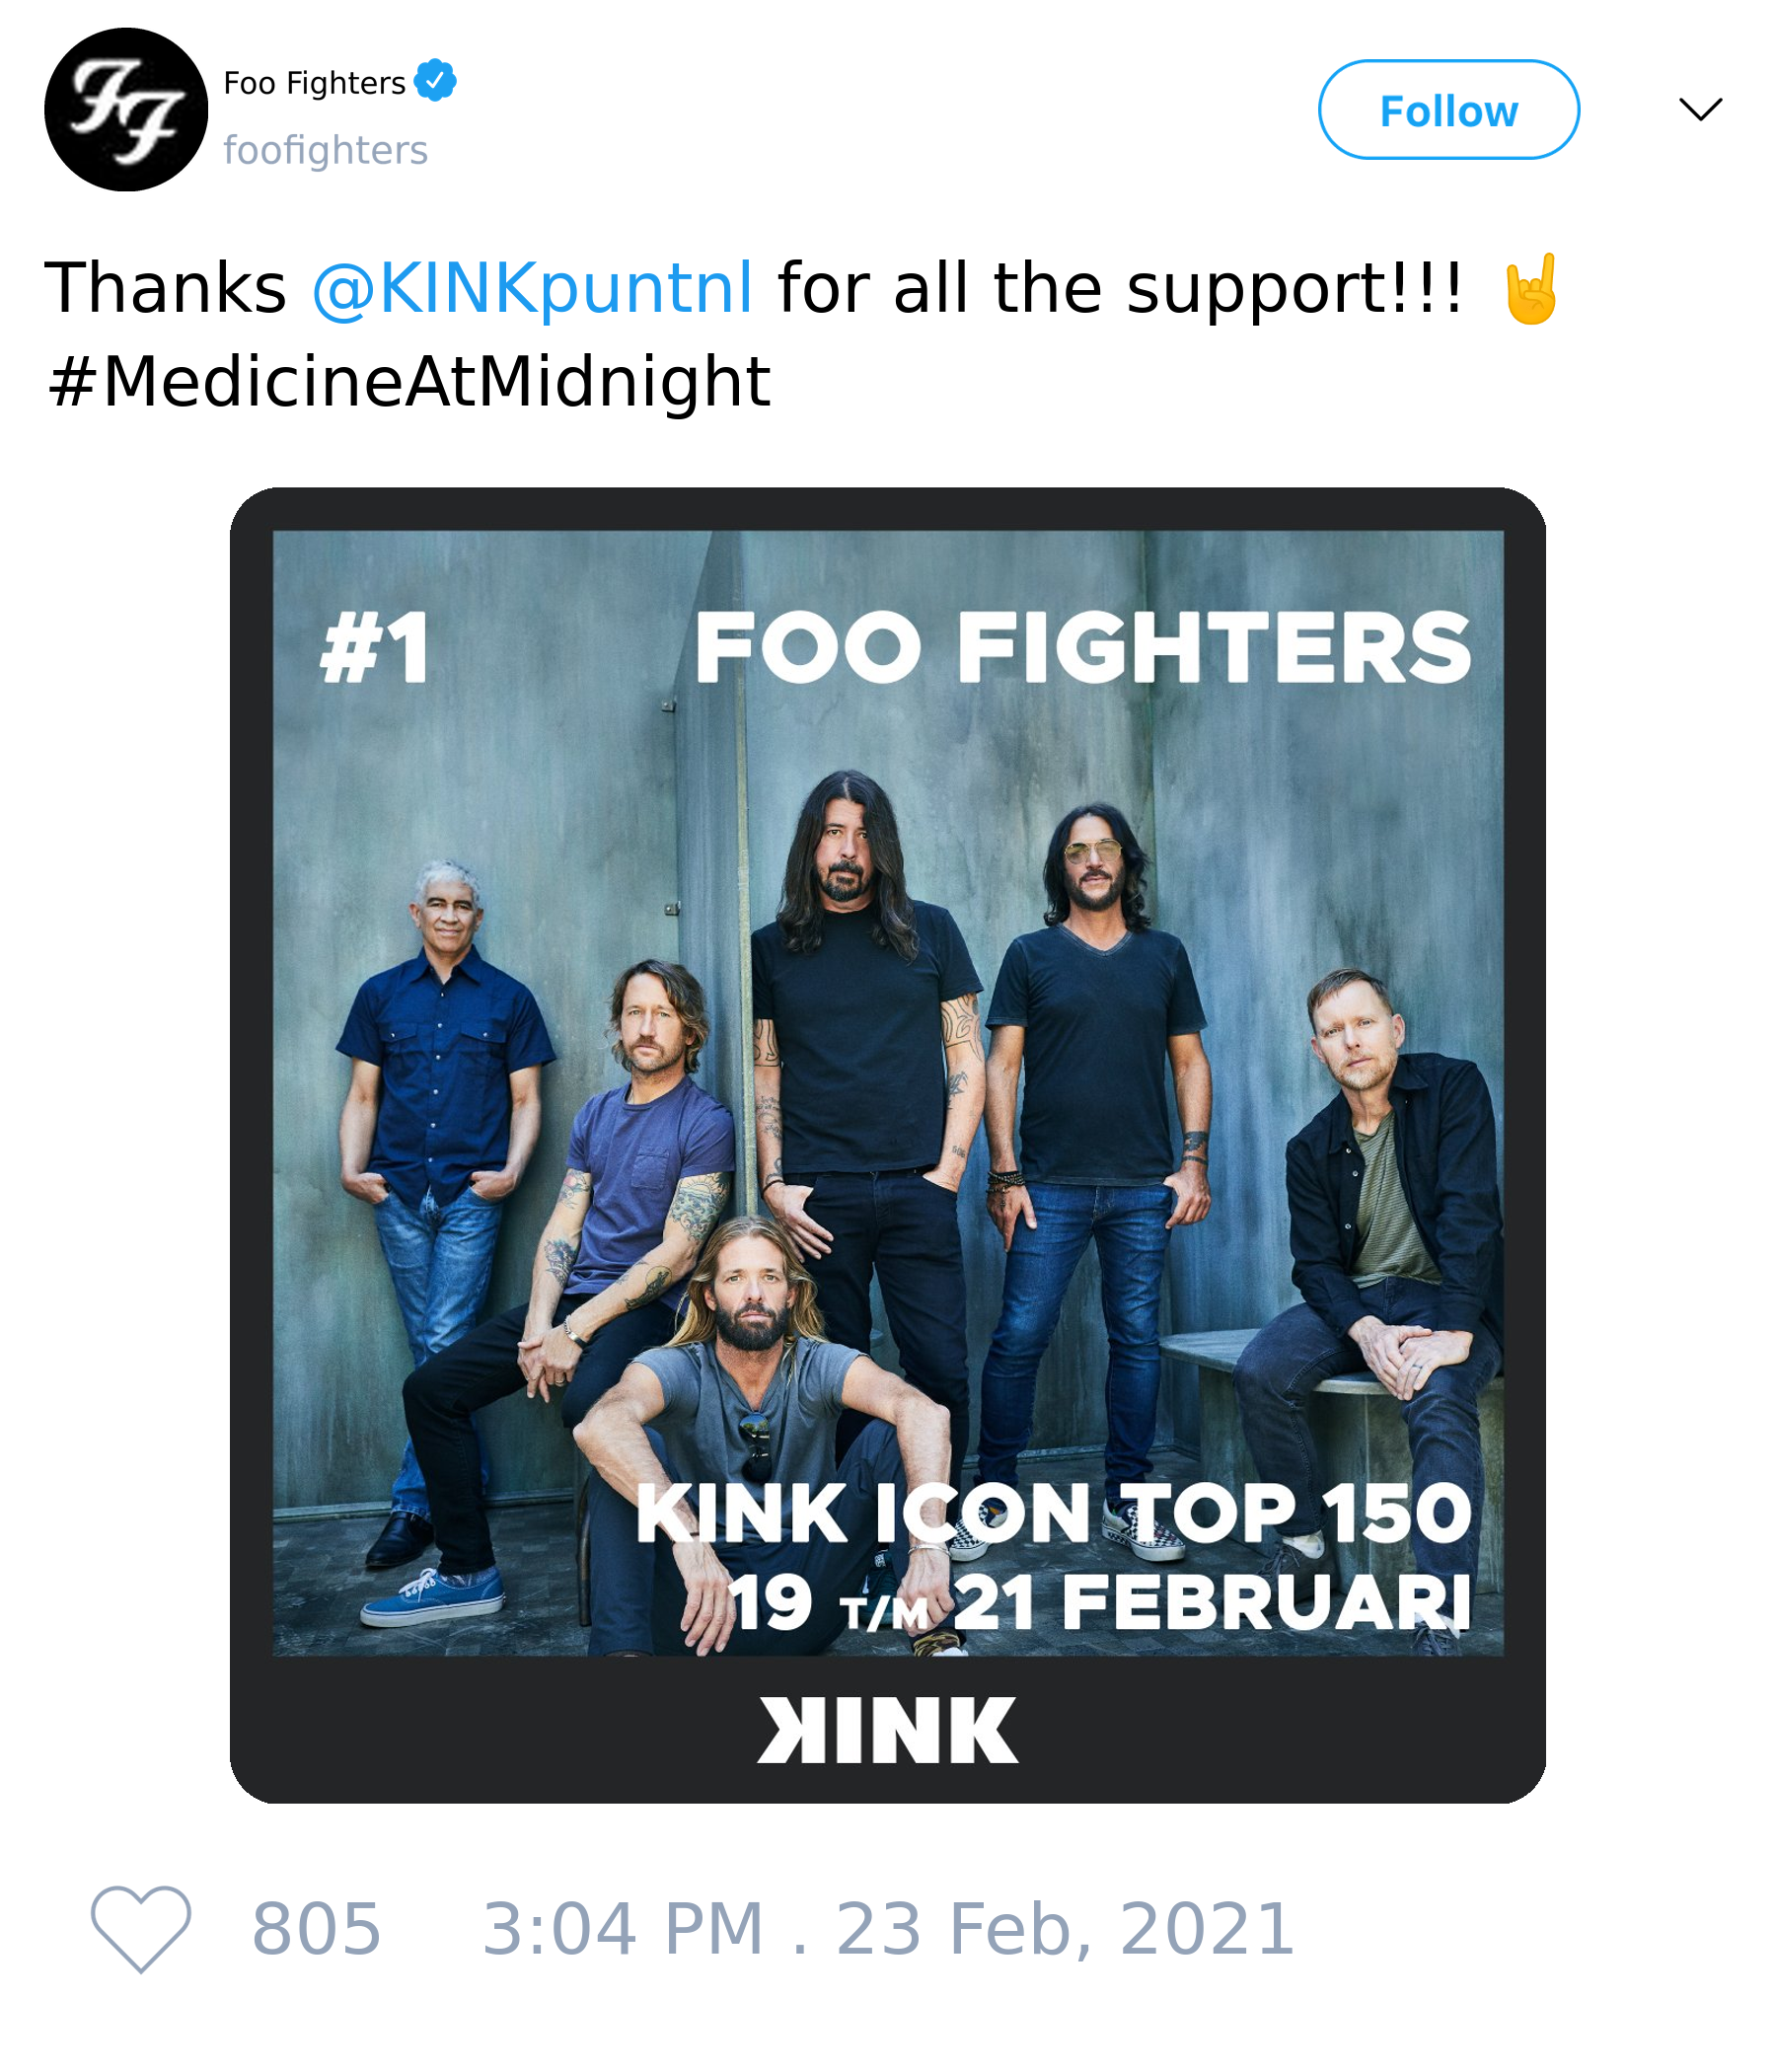 Foo Fighters
foofighters
Follow
Thanks @KINKpuntnl for all the support!!! 🤘
#MedicineAtMidnight
#1 FOO FIGHTERS
KINK ICON TOP 150
19 T/M 21 FEBRUARI
KINK
805 3:04 PM . 23 Feb, 2021